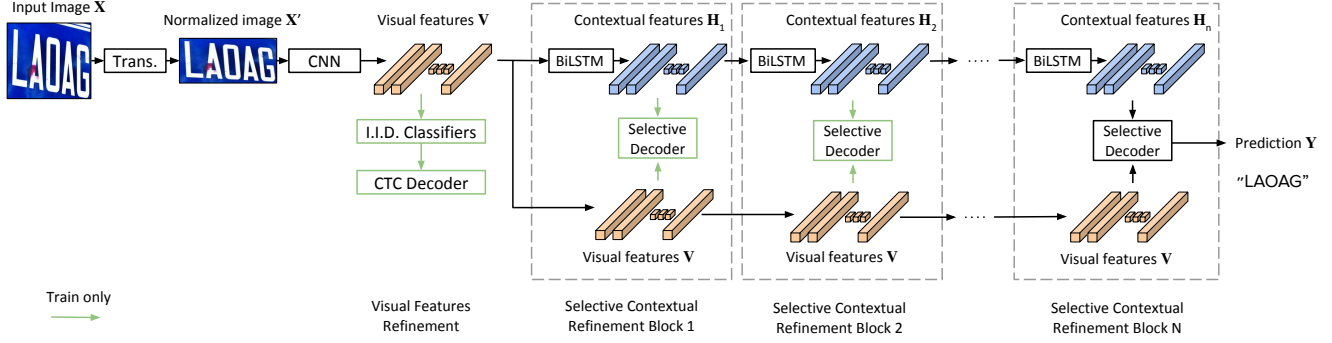 Input Image X
Normalized image X'
Visual features V
Contextual features H1
Contextual features H2
Contextual features Hn
LAOAG
Trans.
LAOAG
CNN
BiLSTM
BiLSTM
....
BiLSTM
I.I.D. Classifiers
CTC Decoder
Selective
Decoder
Selective
Decoder
Selective
Decoder
Prediction Y
"LAOAG"
....
Visual features V
Visual features V
Visual features V
Train only
Visual Features
Refinement
Selective Contextual
Refinement Block 1
Selective Contextual
Refinement Block 2
Selective Contextual
Refinement Block N